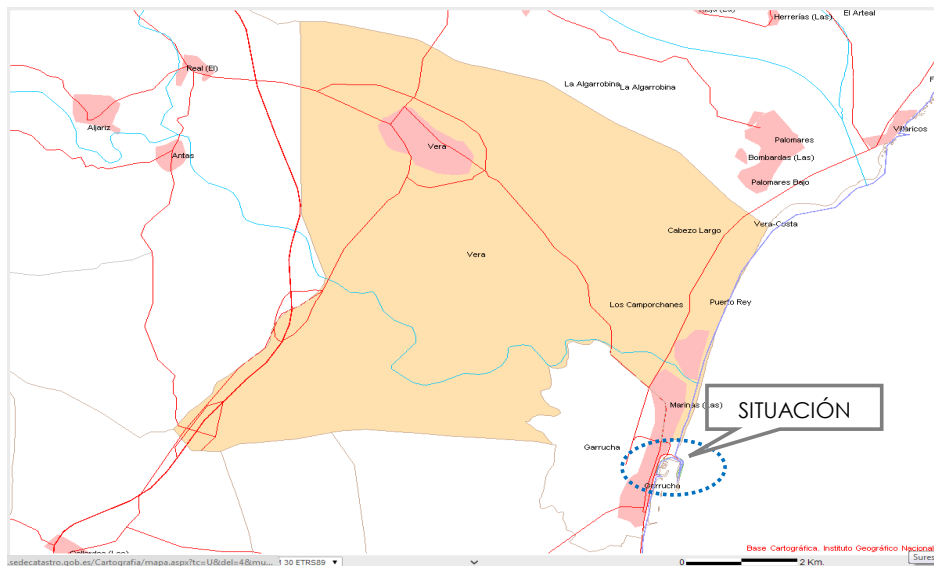 Herrerías (Las)
El Arteal
Real (El)
La Algarrobina
La Algarrobina
Aljariz
Antas
Vera
Palomares
Villaricos
Bombardas (Las)
Palomares Bajo
Vera-Costa
Cabezo Largo
Vera
Los Camporchanes
Puerto Rey
Marinas (Las)
SITUACIÓN
Garrucha
Garrucha
Base Cartográfica. Instituto Geográfico Nacional
.sedecatastro.gob.es/Cartografia/mapa.aspx?tc=U&del=4&mu...
30 ETRS89
0 2 Km.